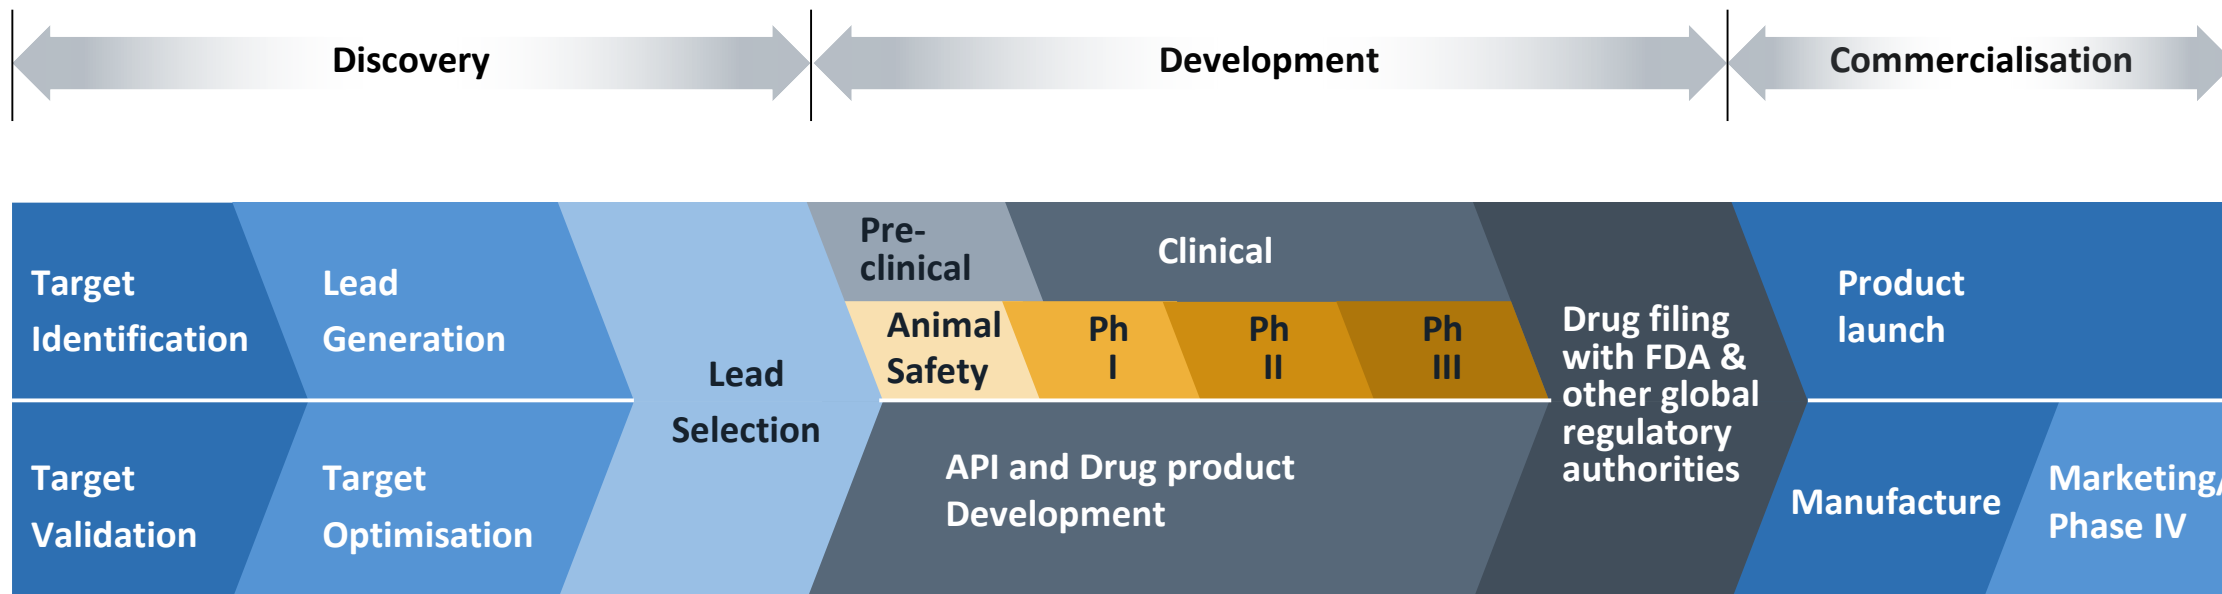 Discovery
Development
Commercialisation
Target
Identification
Lead
Generation
Target
Validation
Target
Optimisation
Lead
Selection
Pre-
clinical
Clinical
Animal
Safety
Ph
I
Ph
II
Ph
III
API and Drug product
Development
Drug filing
with FDA &
other global
regulatory
authorities
Product
launch
Manufacture
Marketing/
Phase IV